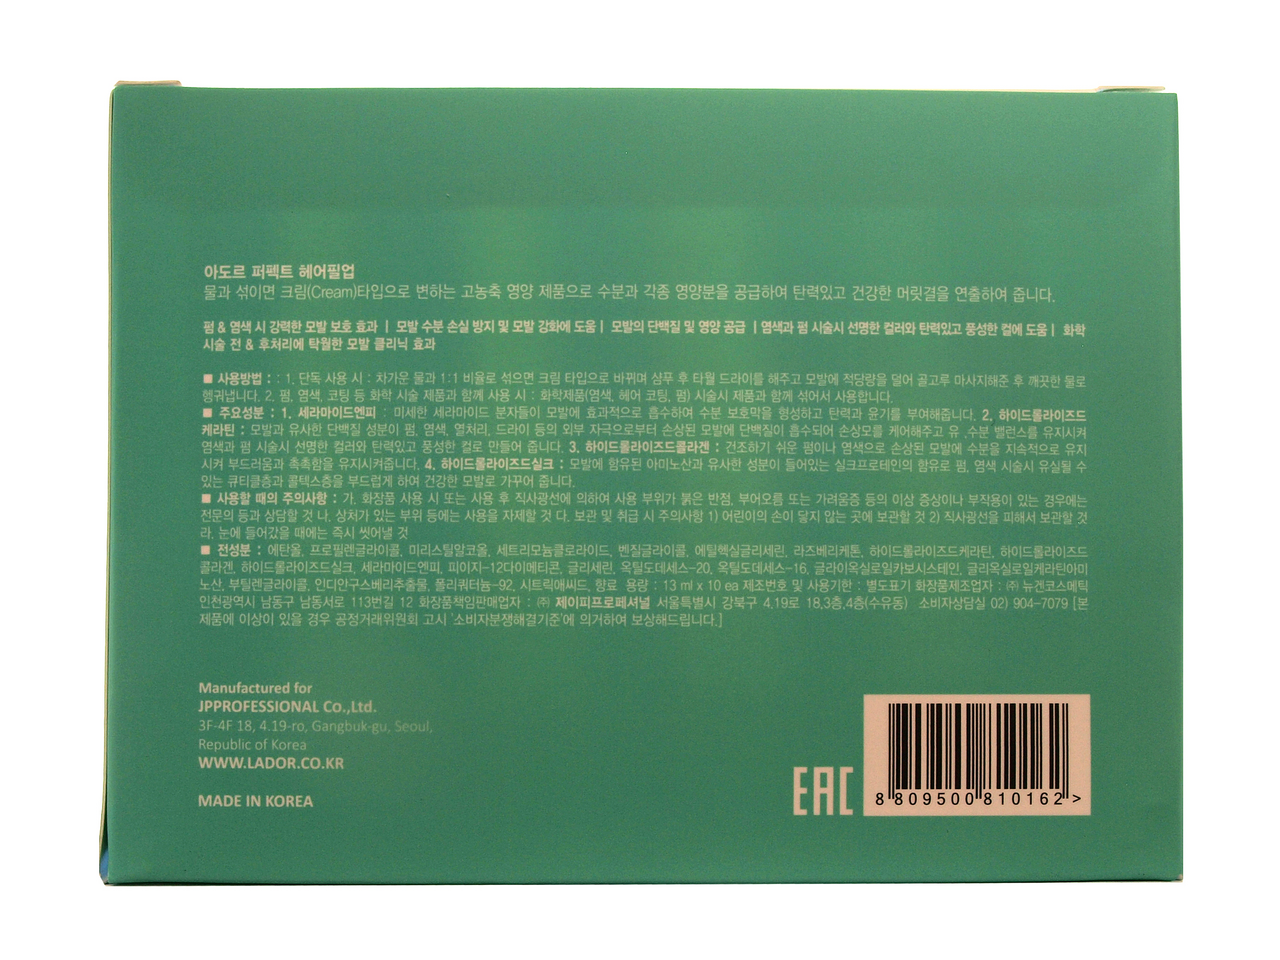 아도르 퍼펙트 헤어필업
물과 섞이면 크림(Cream)타입으로 변하는 고농축 영양 제품으로 수분과 각종 영양분을 공급하여 탄력있고 건강한 머릿결을 연출하여 줍니다.
펌 & 염색 시 강력한 모발 보호 효과 | 모발 수분 손실 방지 및 모발 강화에 도움 | 모발의 단백질 및 영양 공급 | 염색과 펌 시술시 선명한 컬러와 탄력있고 풍성한 컬에 도움 | 화학
시술 전 & 후처리에 탁월한 모발 클리닉 효과
■ 사용방법 : : 1. 단독 사용 시 : 차가운 물과 1:1 비율로 섞으면 크림 타입으로 바뀌며 샴푸 후 타월 드라이를 해주고 모발에 적당량을 덜어 골고루 마사지해준 후 깨끗한 물로
헹궈냅니다. 2. 펌, 염색, 코팅 등 화학 시술 제품과 함께 사용 시 : 화학제품(염색, 헤어 코팅, 펌) 시술시 제품과 함께 섞어서 사용합니다.
■ 주요성분 : 1. 세라마이드엔피 : 미세한 세라마이드 분자들이 모발에 효과적으로 흡수하여 수분 보호막을 형성하고 탄력과 윤기를 부여해줍니다. 2. 하이드롤라이즈드
케라틴 : 모발과 유사한 단백질 성분이 펌, 염색, 열처리, 드라이 등의 외부 자극으로부터 손상된 모발에 단백질이 흡수되어 손상모를 케어해주고 유 .수분 밸런스를 유지시켜
염색과 펌 시술시 선명한 컬러와 탄력있고 풍성한 컬로 만들어 줍니다. 3. 하이드롤라이즈드콜라겐 : 건조하기 쉬운 펌이나 염색으로 손상된 모발에 수분을 지속적으로 유지
시켜 부드러움과 촉촉함을 유지시켜줍니다. 4. 하이드롤라이즈드실크 : 모발에 함유된 아미노산과 유사한 성분이 들어있는 실크프로테인의 함유로 펌, 염색 시술시 유실될 수
있는 큐티클층과 콜텍스층을 부드럽게 하여 건강한 모발로 가꾸어 줍니다.
■ 사용할 때의 주의사항 : 가. 화장품 사용 시 또는 사용 후 직사광선에 의하여 사용 부위가 붉은 반점, 부어오름 또는 가려움증 등의 이상 증상이나 부작용이 있는 경우에는
전문의 등과 상담할 것 나. 상처가 있는 부위 등에는 사용을 자제할 것 다. 보관 및 취급 시 주의사항 1) 어린이의 손이 닿지 않는 곳에 보관할 것 2) 직사광선을 피해서 보관할 것
라. 눈에 들어갔을 때에는 즉시 씻어낼 것
■ 전성분 : 에탄올, 프로필렌글라이콜, 미리스틸알코올, 세트리모늄클로라이드, 벤질글라이콜, 에틸헥실글리세린, 라즈베리케톤, 하이드롤라이즈드케라틴, 하이드롤라이즈드
콜라겐, 하이드롤라이즈드실크, 세라마이드엔피, 피이지-12다이메티콘, 글리세린, 옥틸도데세스-20, 옥틸도데세스-16, 글라이옥실로일카보시스테인, 글리옥실로일케라틴아미
노산, 부틸렌글라이콜, 인디안구스베리추출물, 폴리쿼터늄-92, 시트릭애씨드, 향료 용량 : 13 ml x 10 ea 제조번호 및 사용기한 : 별도표기 화장품제조업자 : ㈜ 뉴겐코스메틱
인천광역시 남동구 남동서로 113번길 12 화장품책임판매업자 : ㈜ 제이피프로페셔널 서울특별시 강북구 4.19로 18,3층,4층(수유동) 소비자상담실 02) 904-7079 [본
제품에 이상이 있을 경우 공정거래위원회 고시 '소비자분쟁해결기준'에 의거하여 보상해드립니다.]
Manufactured for
JPPROFESSIONAL Co.,Ltd.
3F-4F 18, 4.19-ro, Gangbuk-gu, Seoul,
Republic of Korea
WWW.LADOR.CO.KR
MADE IN KOREA
EAC
8 809500 810162 >